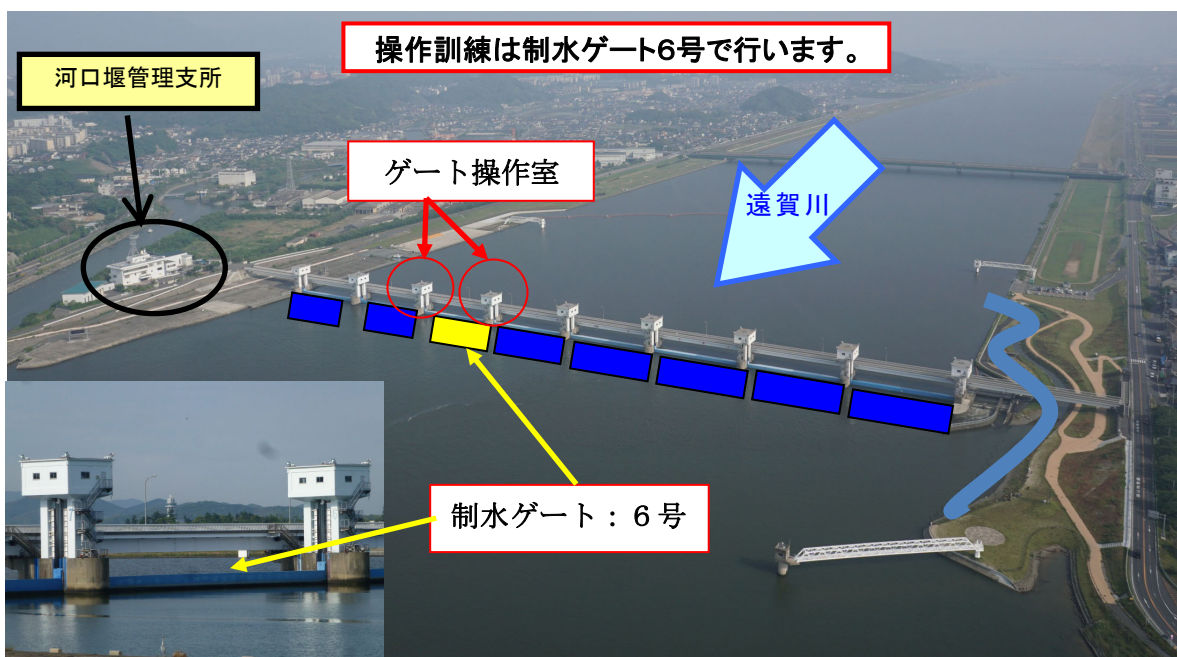 操作訓練は制水ゲート6号で行います。
河口堰管理支所
ゲート操作室
遠賀川
制水ゲート：６号